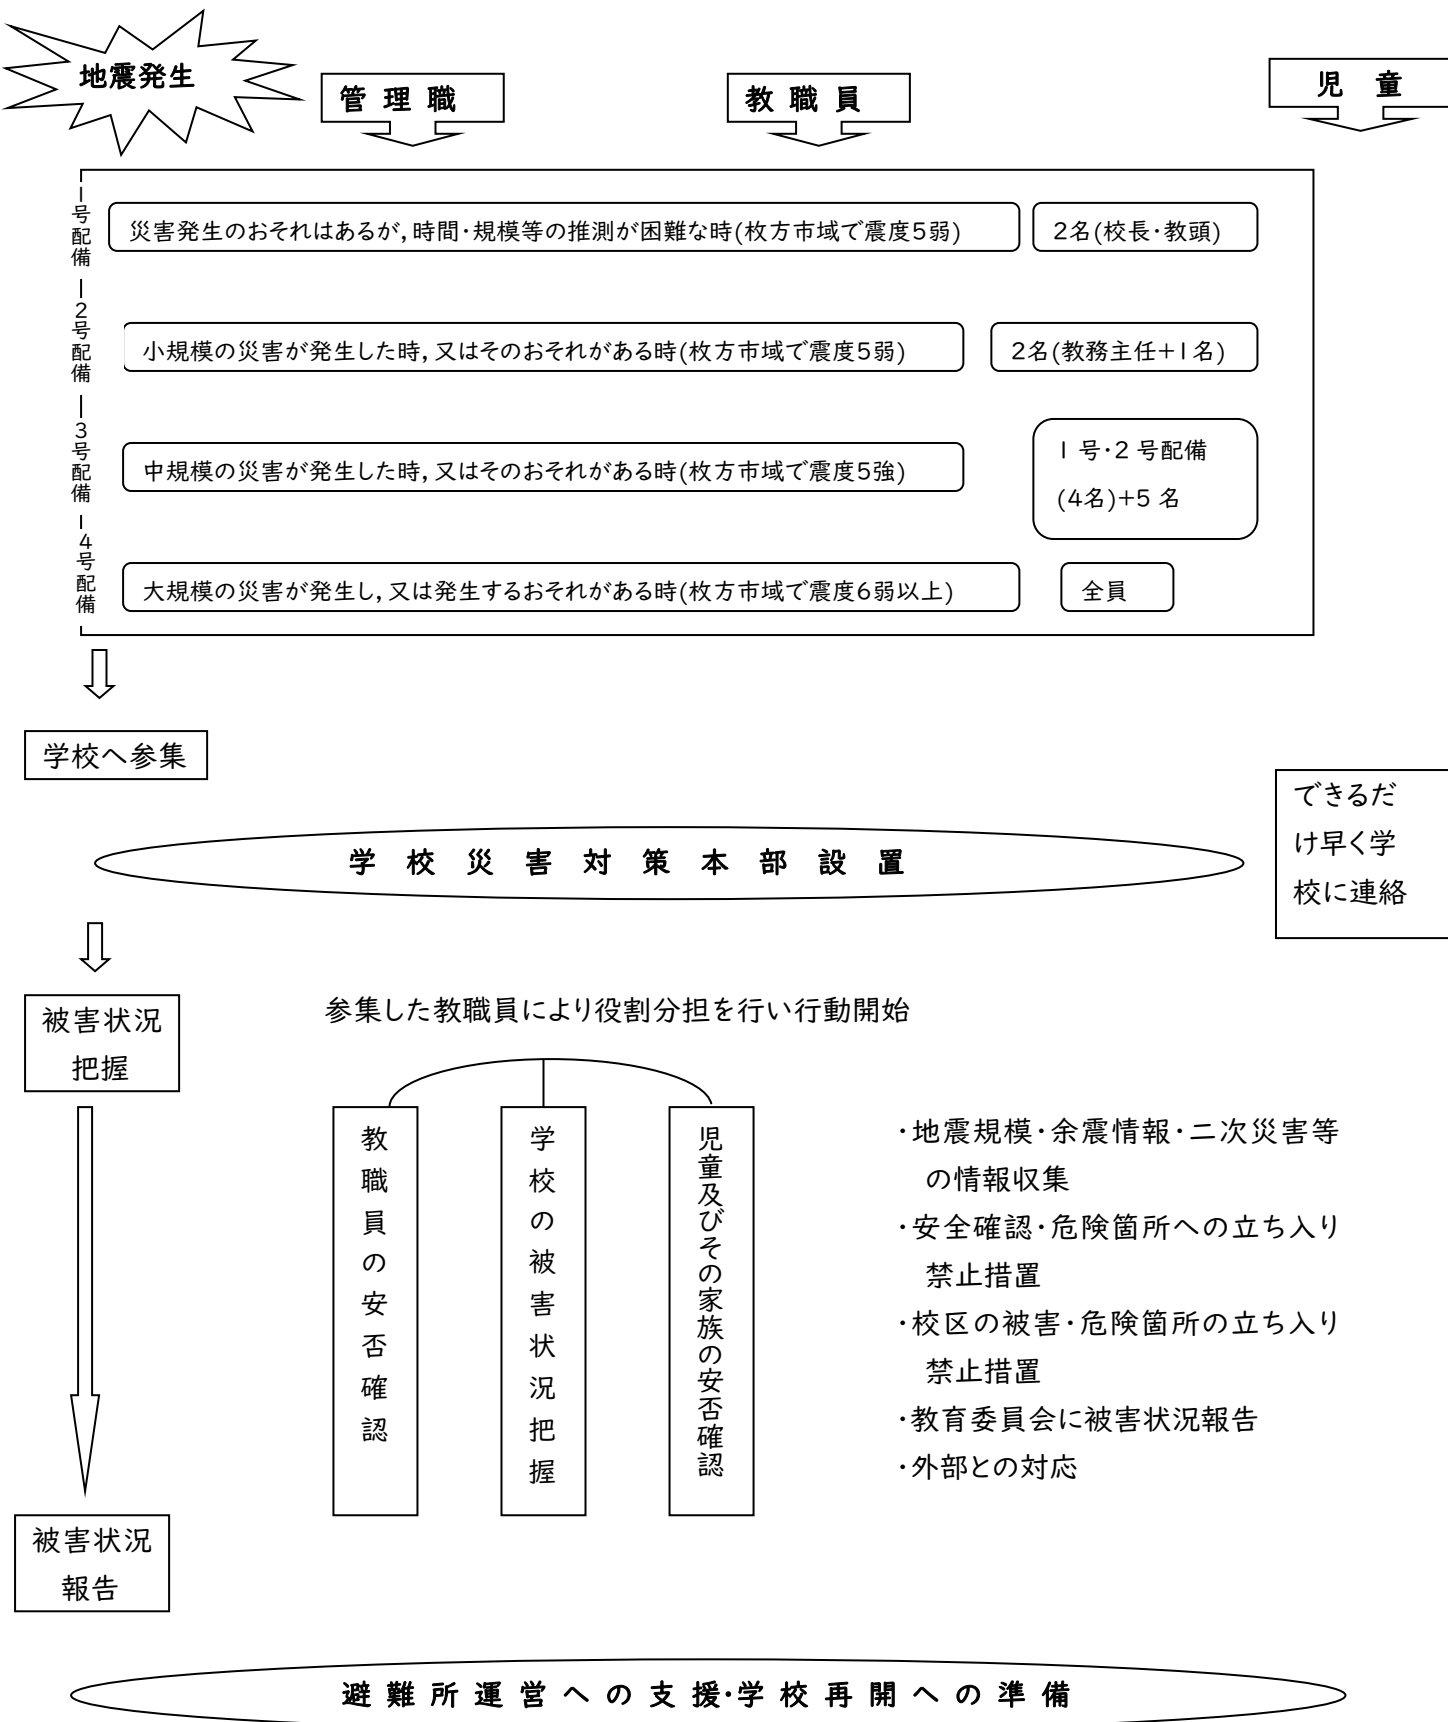 地震発生
管理職
教職員
児 童
1号配備
災害発生のおそれはあるが,時間・規模等の推測が困難な時(枚方市域で震度5弱)
2名(校長・教頭)
2号配備
小規模の災害が発生した時,又はそのおそれがある時(枚方市域で震度5弱)
2名(教務主任+1名)
3号配備
中規模の災害が発生した時,又はそのおそれがある時(枚方市域で震度5強)
1号・2号配備
(4名)+5名
4号配備
大規模の災害が発生し,又は発生するおそれがある時(枚方市域で震度6弱以上)
全員
学校へ参集
できるだ
け早く学
校に連絡
学校災害対策本部設置
被害状況
把握
参集した教職員により役割分担を行い行動開始
教職員の安否確認
学校の被害状況把握
児童及びその家族の安否確認
・地震規模・余震情報・二次災害等
の情報収集
・安全確認・危険箇所への立ち入り
禁止措置
・校区の被害・危険箇所の立ち入り
禁止措置
・教育委員会に被害状況報告
・外部との対応
被害状況
報告
避難所運営への支援・学校再開への準備